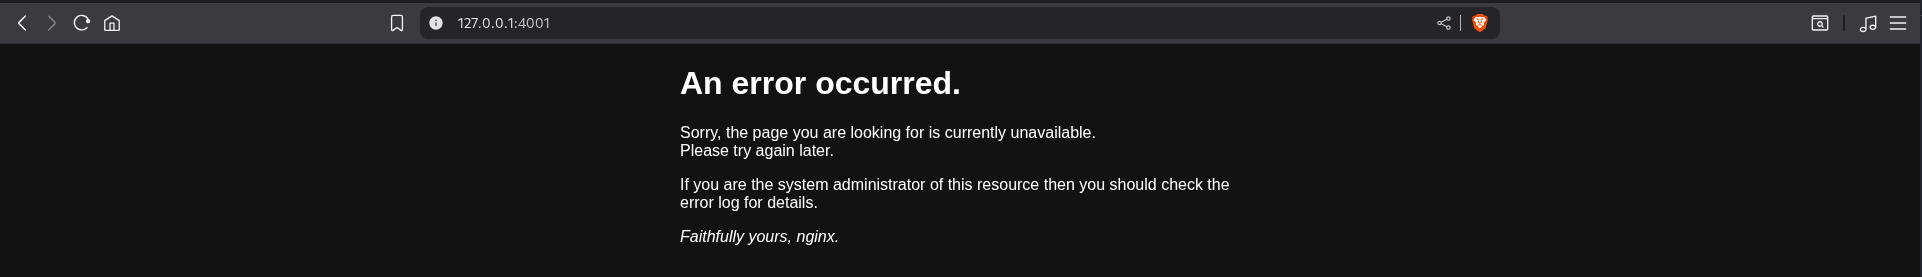 127.0.0.1:4001
An error occurred.
Sorry, the page you are looking for is currently unavailable.
Please try again later.
If you are the system administrator of this resource then you should check the
error log for details.
Faithfully yours, nginx.